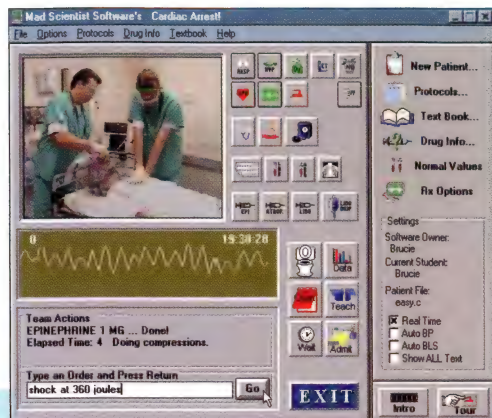 Mad Scientist Software's Cardiac Arrest!
File Options Protocols Drug Info Textbook Help
New Patient...
Protocols...
Text Book...
Drug Info...
Normal Values
Rx Options
Settings
Software Owner:
Brucie
Current Student:
Brucie
Patient File:
easy.c
Real Time
Auto BP
Auto BLS
Show ALL Text
Intro
Tour
0 19:38:28
Data
Teach
Wait
Admit
Team Actions
EPINEPHRINE 1 MG ... Done!
Elapsed Time: 4 Doing compressions.
Type an Order and Press Return
shock at 360 joules
Go
EXIT